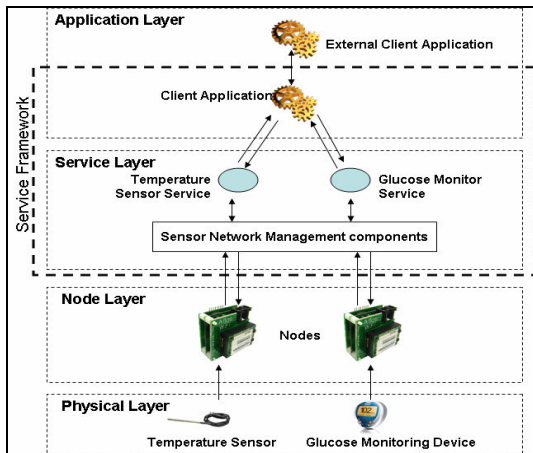 Application Layer
External Client Application
Client Application
Service Framework
Service Layer
Temperature
Sensor Service
Glucose Monitor
Service
Sensor Network Management components
Node Layer
Nodes
Physical Layer
102
Temperature Sensor
Glucose Monitoring Device